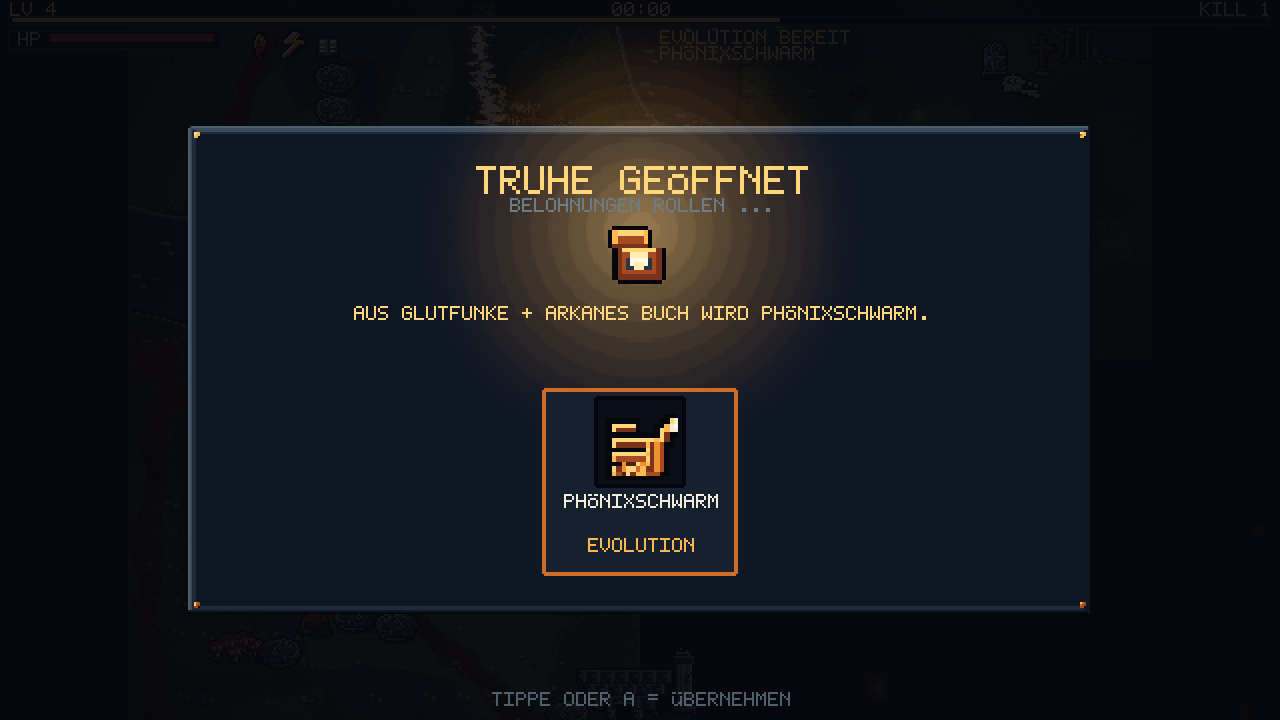 LV 4
00:00
KILL 1
HP
EVOLUTION BEREIT
PHöNIXSCHWARM
TRUHE GEöFFNET
BELOHNUNGEN ROLLEN ...
AUS GLUTFUNKE + ARKANES BUCH WIRD PHöNIXSCHWARM.
PHöNIXSCHWARM
EVOLUTION
TIPPE ODER A = üBERNEHMEN